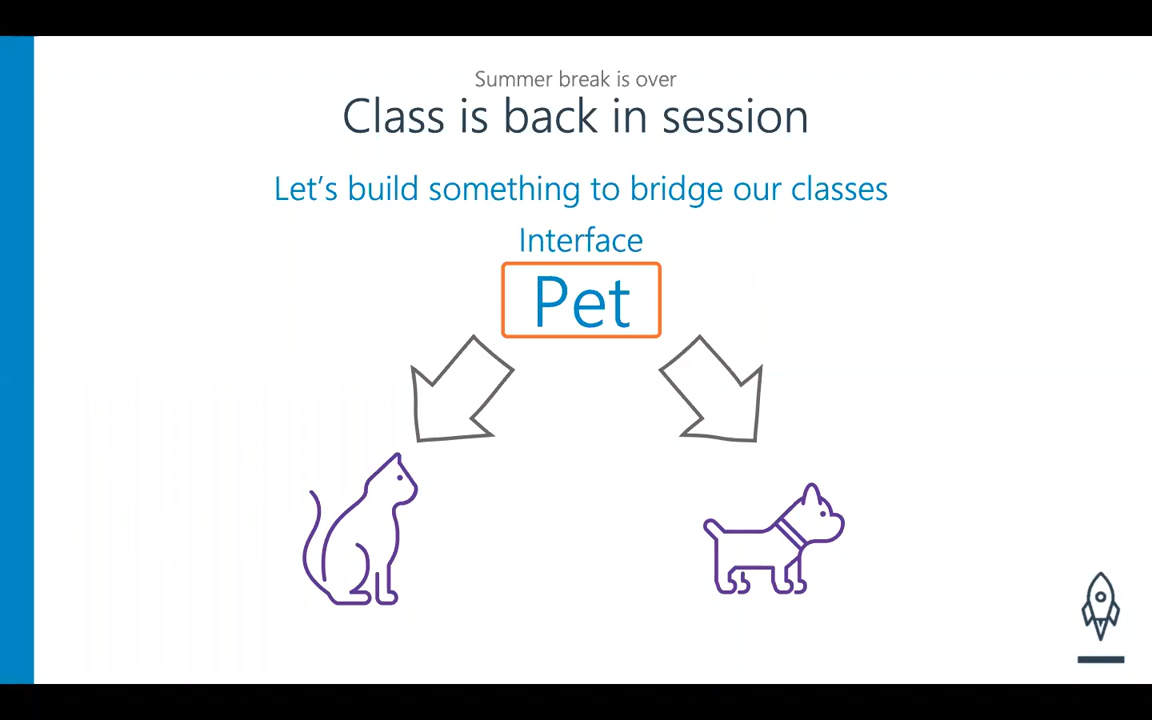 Summer break is over
Class is back in session
Let's build something to bridge our classes
Interface
Pet